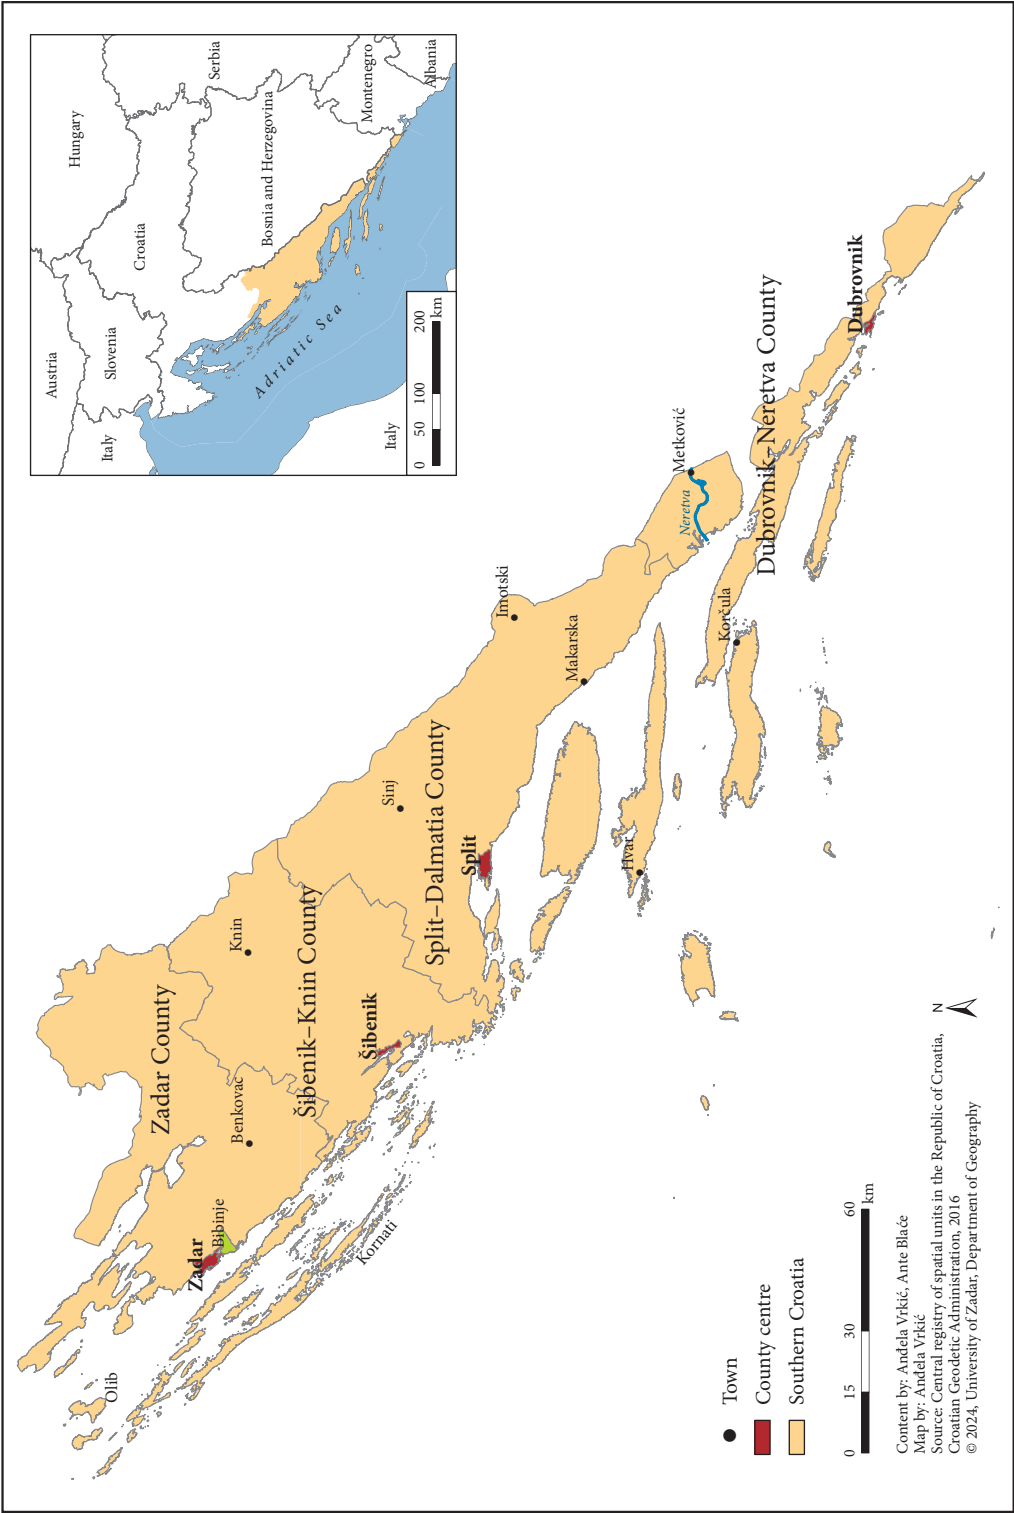 Austria
Hungary
Slovenia
Croatia
Serbia
Italy
Bosnia and Herzegovina
Montenegro
Albania
Adriatic Sea
Italy
0 50 100 200
km
Olib
Zadar County
Zadar
Bibinje
Benkovac
Knin
Šibenik–Knin County
Šibenik
Kornati
Sinj
Split–Dalmatia County
Split
Imotski
Makarska
Hvar
Metković
Neretva
Korčula
Dubrovnik–Neretva County
Dubrovnik
Town
County centre
Southern Croatia
0 15 30 60
km
N
Content by: Anđela Vrkić, Ante Blaće
Map by: Anđela Vrkić
Source: Central registry of spatial units in the Republic of Croatia,
Croatian Geodetic Administration, 2016
© 2024, University of Zadar, Department of Geography